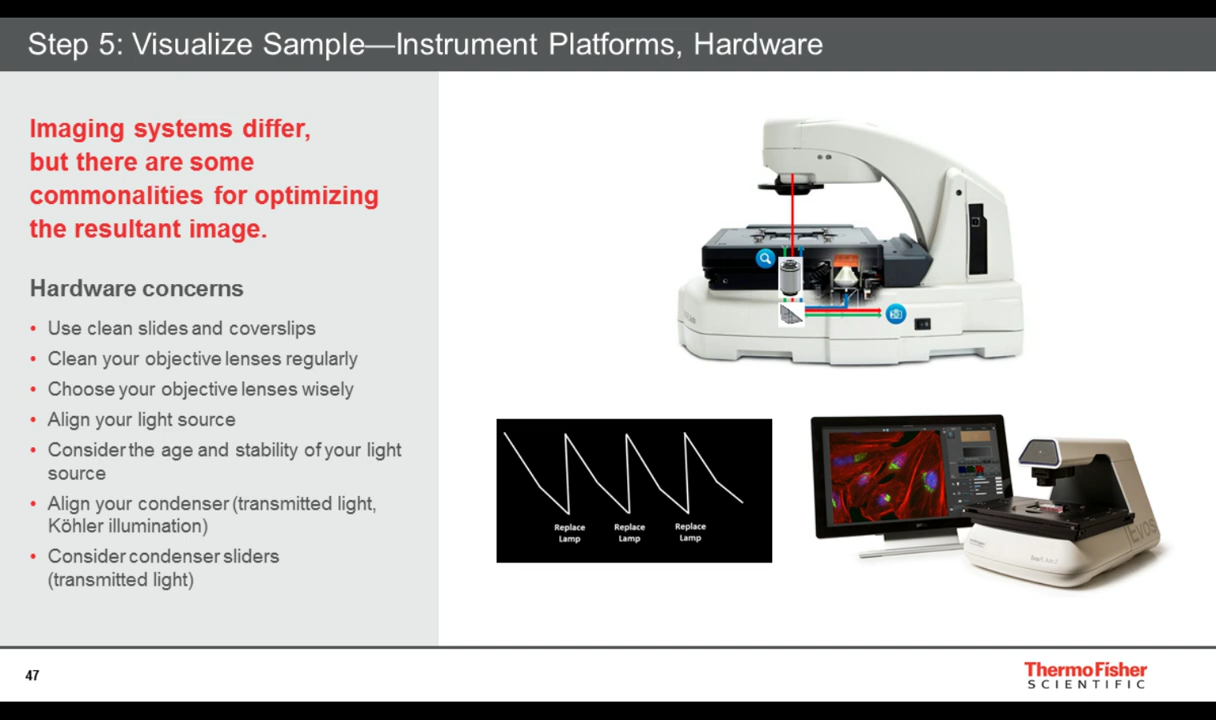 Step 5: Visualize Sample—Instrument Platforms, Hardware
Imaging systems differ,
but there are some
commonalities for optimizing
the resultant image.
Hardware concerns
• Use clean slides and coverslips
• Clean your objective lenses regularly
• Choose your objective lenses wisely
• Align your light source
• Consider the age and stability of your light
source
• Align your condenser (transmitted light,
Köhler illumination)
• Consider condenser sliders
(transmitted light)
Replace
Lamp
Replace
Lamp
Replace
Lamp
EVOS
47
ThermoFisher
SCIENTIFIC